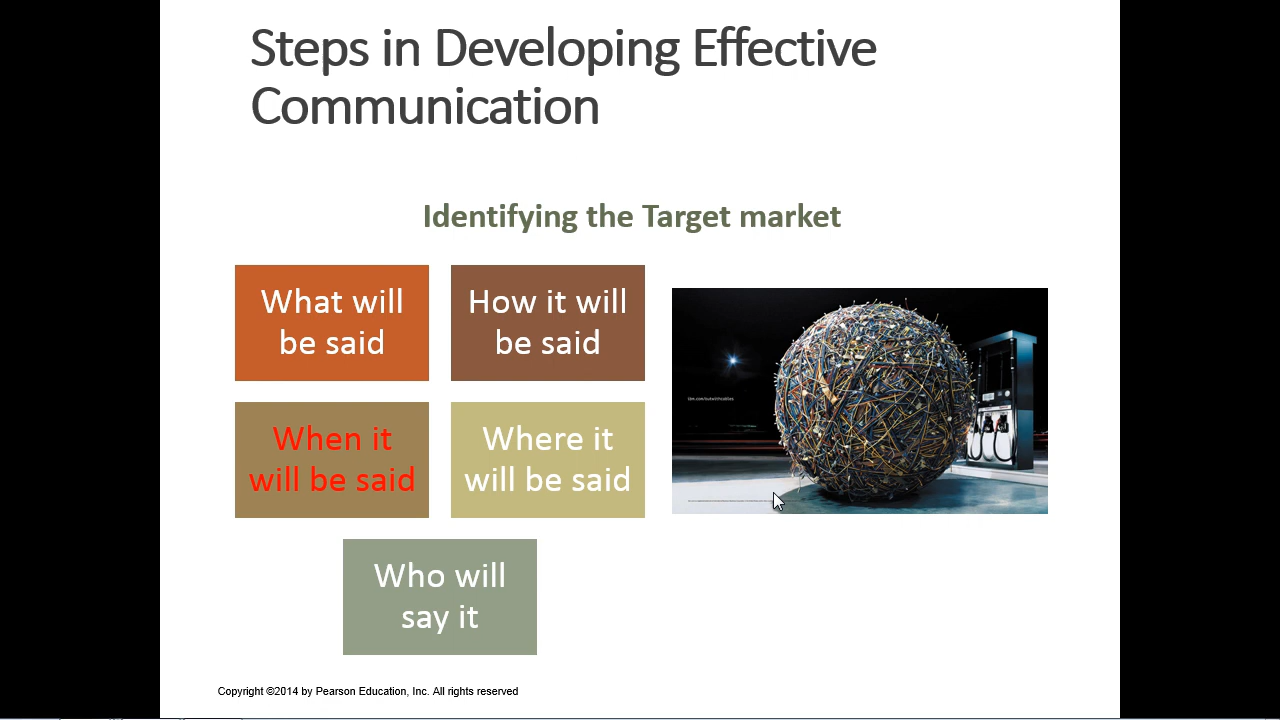 Steps in Developing Effective
Communication
Identifying the Target market
What will
be said
How it will
be said
When it
will be said
Where it
will be said
Who will
say it
Copyright ©2014 by Pearson Education, Inc. All rights reserved